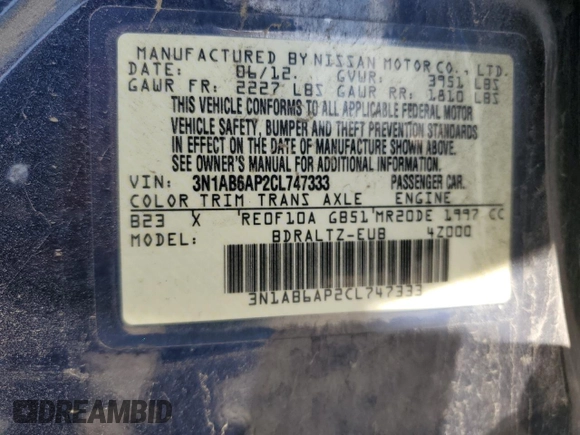 MANUFACTURED BY NISSAN MOTOR CO., LTD.
DATE: 06/12. GVWR: 3951 LBS
GAWR FR: 2227 LBS GAWR RR: 1810 LBS
THIS VEHICLE CONFORMS TO ALL APPLICABLE FEDERAL MOTOR
VEHICLE SAFETY, BUMPER AND THEFT PREVENTION STANDARDS
IN EFFECT ON THE DATE OF MANUFACTURE SHOWN ABOVE.
SEE OWNER'S MANUAL FOR ADDITIONAL INFORMATION.
VIN: 3N1AB6AP2CL747333 PASSENGER CAR.
COLOR TRIM TRANS AXLE ENGINE
B23 X 'RE0F10A GB51'MR20DE 1997 CC
MODEL: BDRALTZ-EUB 4Z000
3N1AB6AP2CL747333
DREAMBID